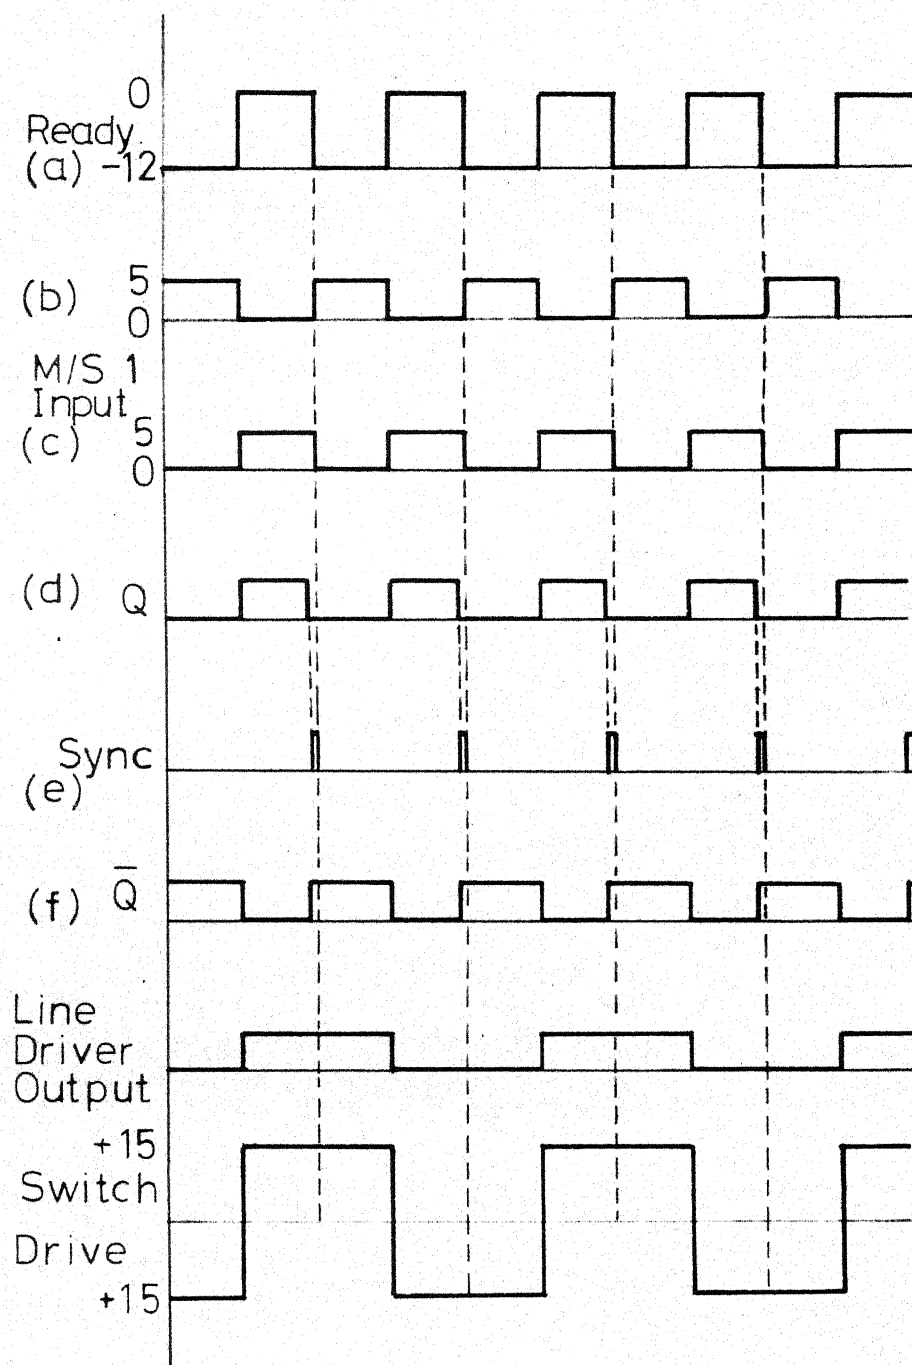 0
Ready
(a) -12
(b) 5
0
M/S 1
Input
(c) 5
0
(d) Q
Sync
(e)
(f) Q̅
Line
Driver
Output
+15
Switch
Drive
+15